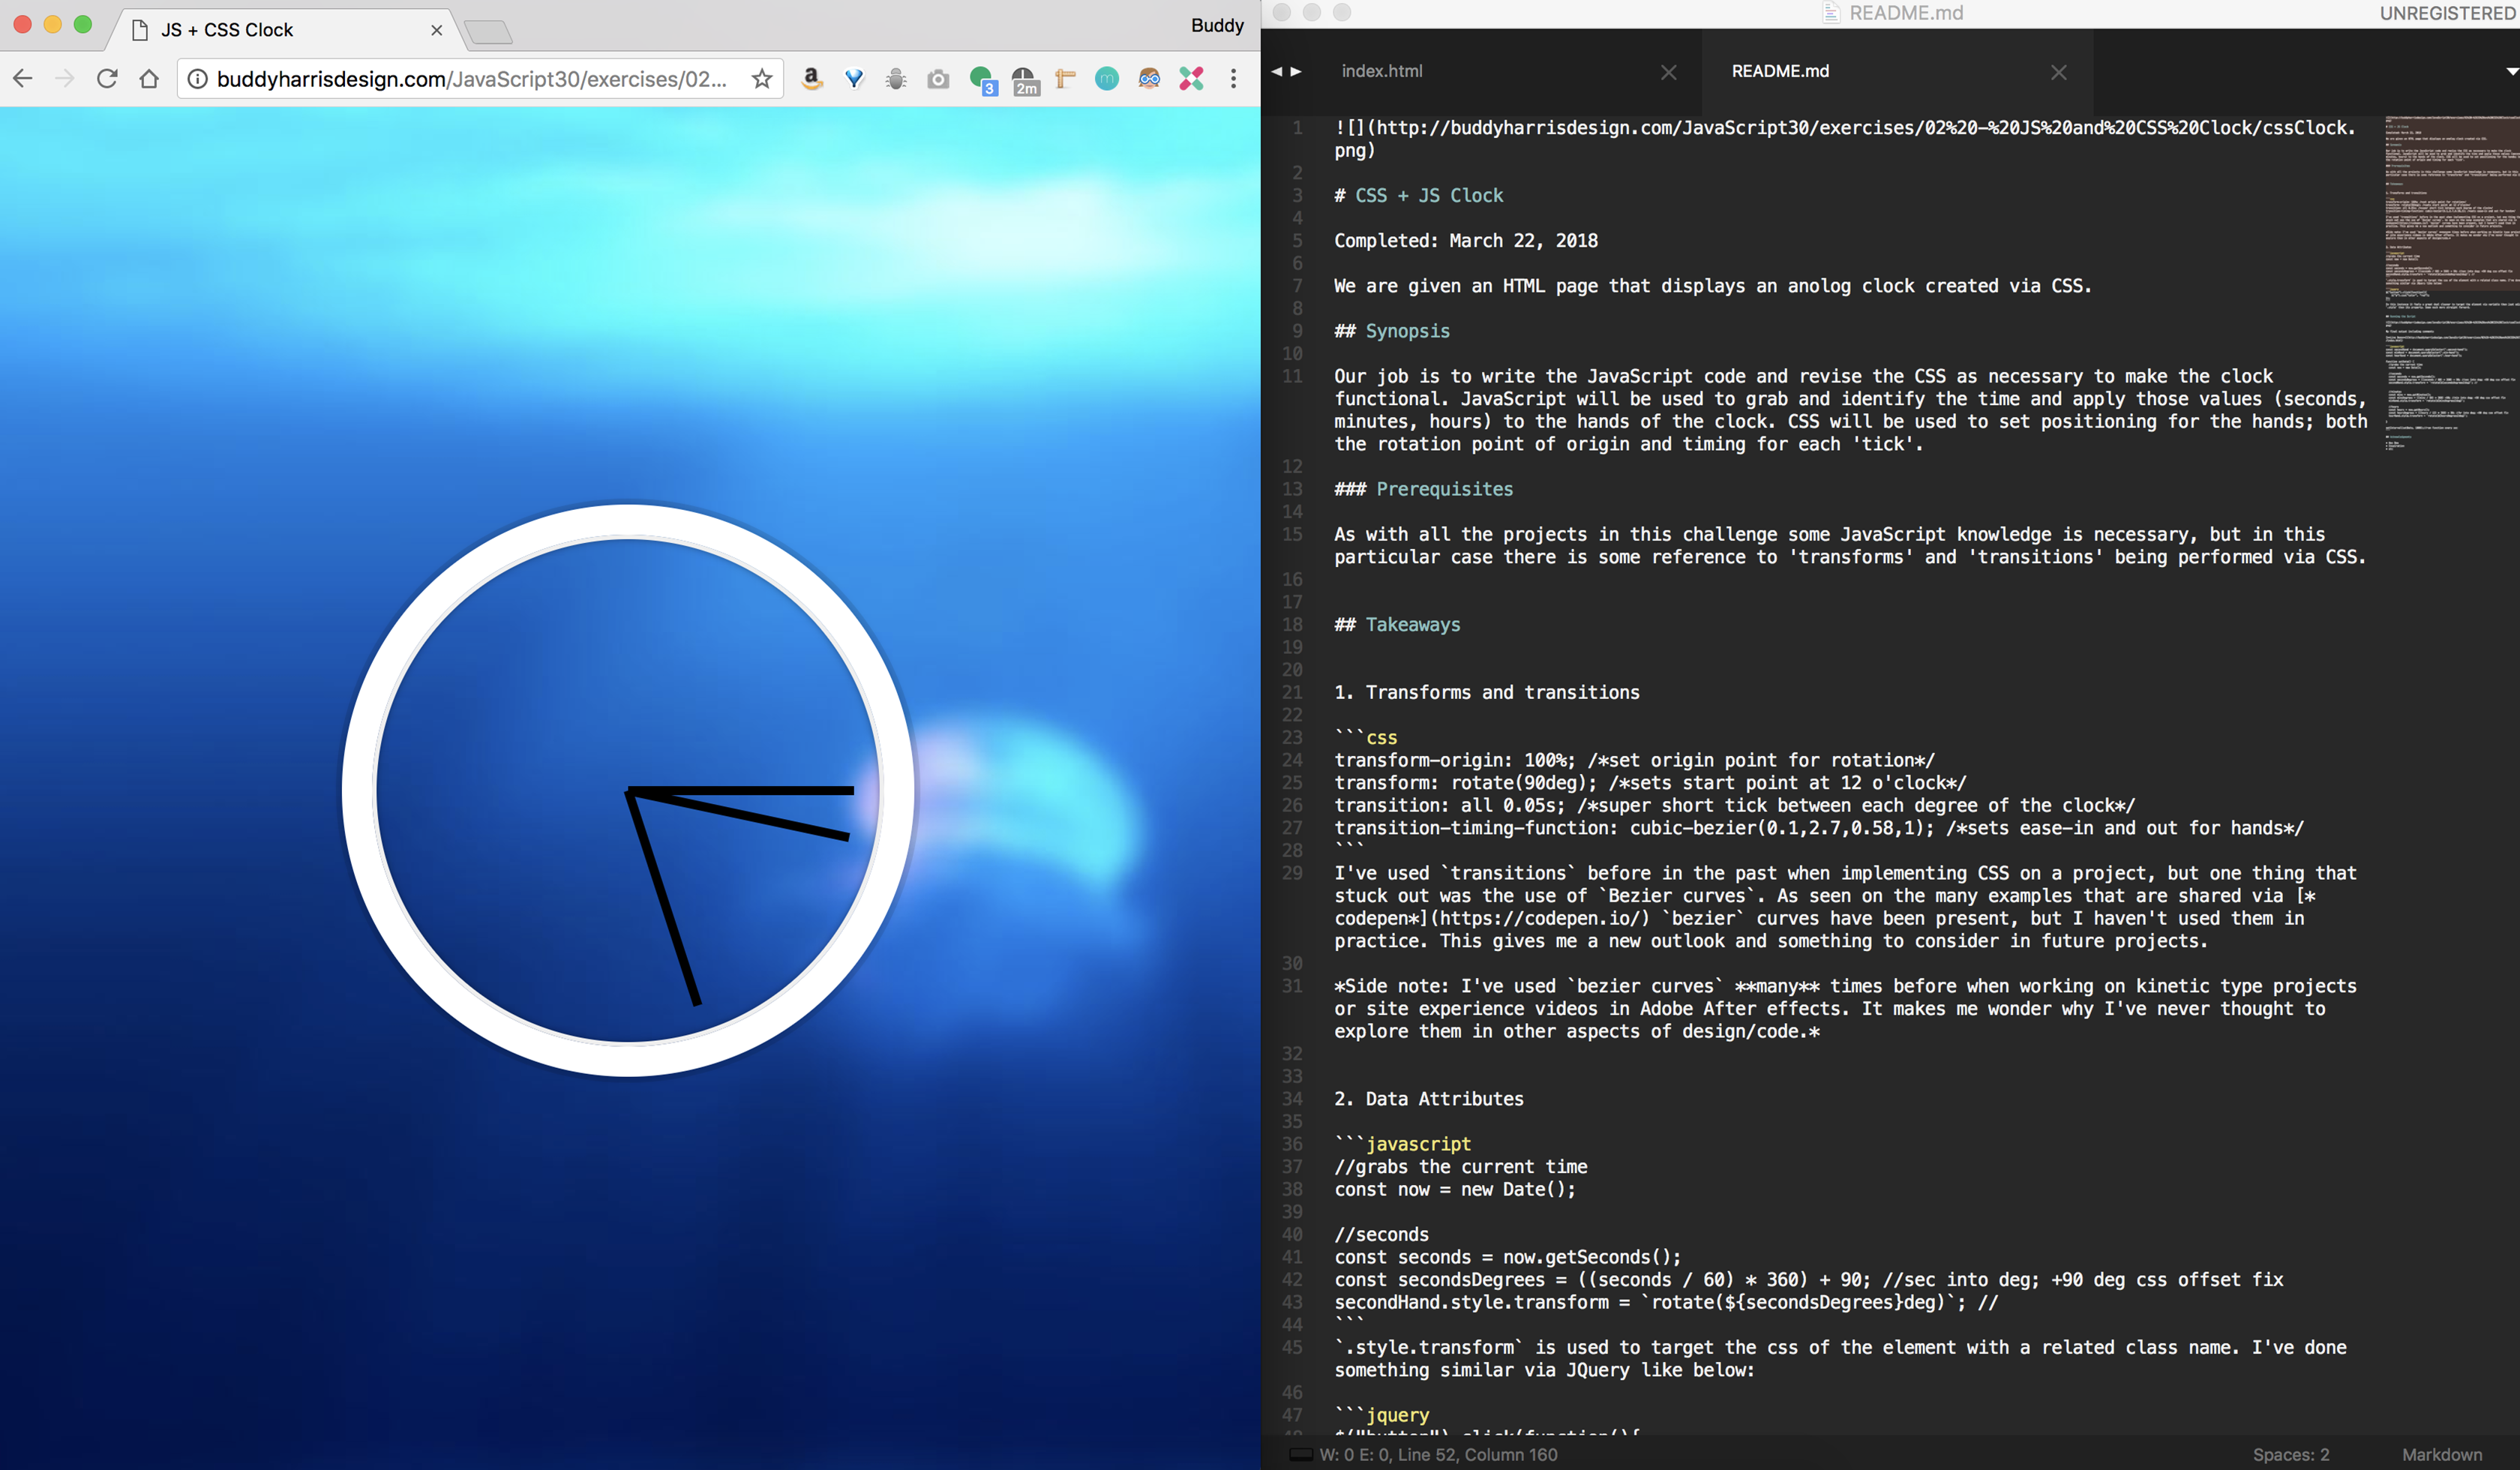 JS + CSS Clock
Buddy
buddyharrisdesign.com/JavaScript30/exercises/02...
3
2m
m
README.md
UNREGISTERED
index.html
README.md
1 ![](http://buddyharrisdesign.com/JavaScript30/exercises/02%20-%20JS%20and%20CSS%20Clock/cssClock.
png)
2
3 # CSS + JS Clock
4
5 Completed: March 22, 2018
6
7 We are given an HTML page that displays an anolog clock created via CSS.
8
9 ## Synopsis
10
11 Our job is to write the JavaScript code and revise the CSS as necessary to make the clock
functional. JavaScript will be used to grab and identify the time and apply those values (seconds,
minutes, hours) to the hands of the clock. CSS will be used to set positioning for the hands; both
the rotation point of origin and timing for each 'tick'.
12
13 ### Prerequisites
14
15 As with all the projects in this challenge some JavaScript knowledge is necessary, but in this
particular case there is some reference to 'transforms' and 'transitions' being performed via CSS.
16
17
18 ## Takeaways
19
20
21 1. Transforms and transitions
22
23 ```css
24 transform-origin: 100%; /*set origin point for rotation*/
25 transform: rotate(90deg); /*sets start point at 12 o'clock*/
26 transition: all 0.05s; /*super short tick between each degree of the clock*/
27 transition-timing-function: cubic-bezier(0.1,2.7,0.58,1); /*sets ease-in and out for hands*/
28 ```
29 I've used `transitions` before in the past when implementing CSS on a project, but one thing that
stuck out was the use of `Bezier curves`. As seen on the many examples that are shared via [*
codepen*](https://codepen.io/) `bezier` curves have been present, but I haven't used them in
practice. This gives me a new outlook and something to consider in future projects.
30
31 *Side note: I've used `bezier curves` **many** times before when working on kinetic type projects
or site experience videos in Adobe After effects. It makes me wonder why I've never thought to
explore them in other aspects of design/code.*
32
33
34 2. Data Attributes
35
36 ```javascript
37 //grabs the current time
38 const now = new Date();
39
40 //seconds
41 const seconds = now.getSeconds();
42 const secondsDegrees = ((seconds / 60) * 360) + 90; //sec into deg; +90 deg css offset fix
43 secondHand.style.transform = `rotate(${secondsDegrees}deg)`; //
44 ```
45 `.style.transform` is used to target the css of the element with a related class name. I've done
something similar via JQuery like below:
46
47 ```jquery
W: 0 E: 0, Line 52, Column 160
Spaces: 2
Markdown